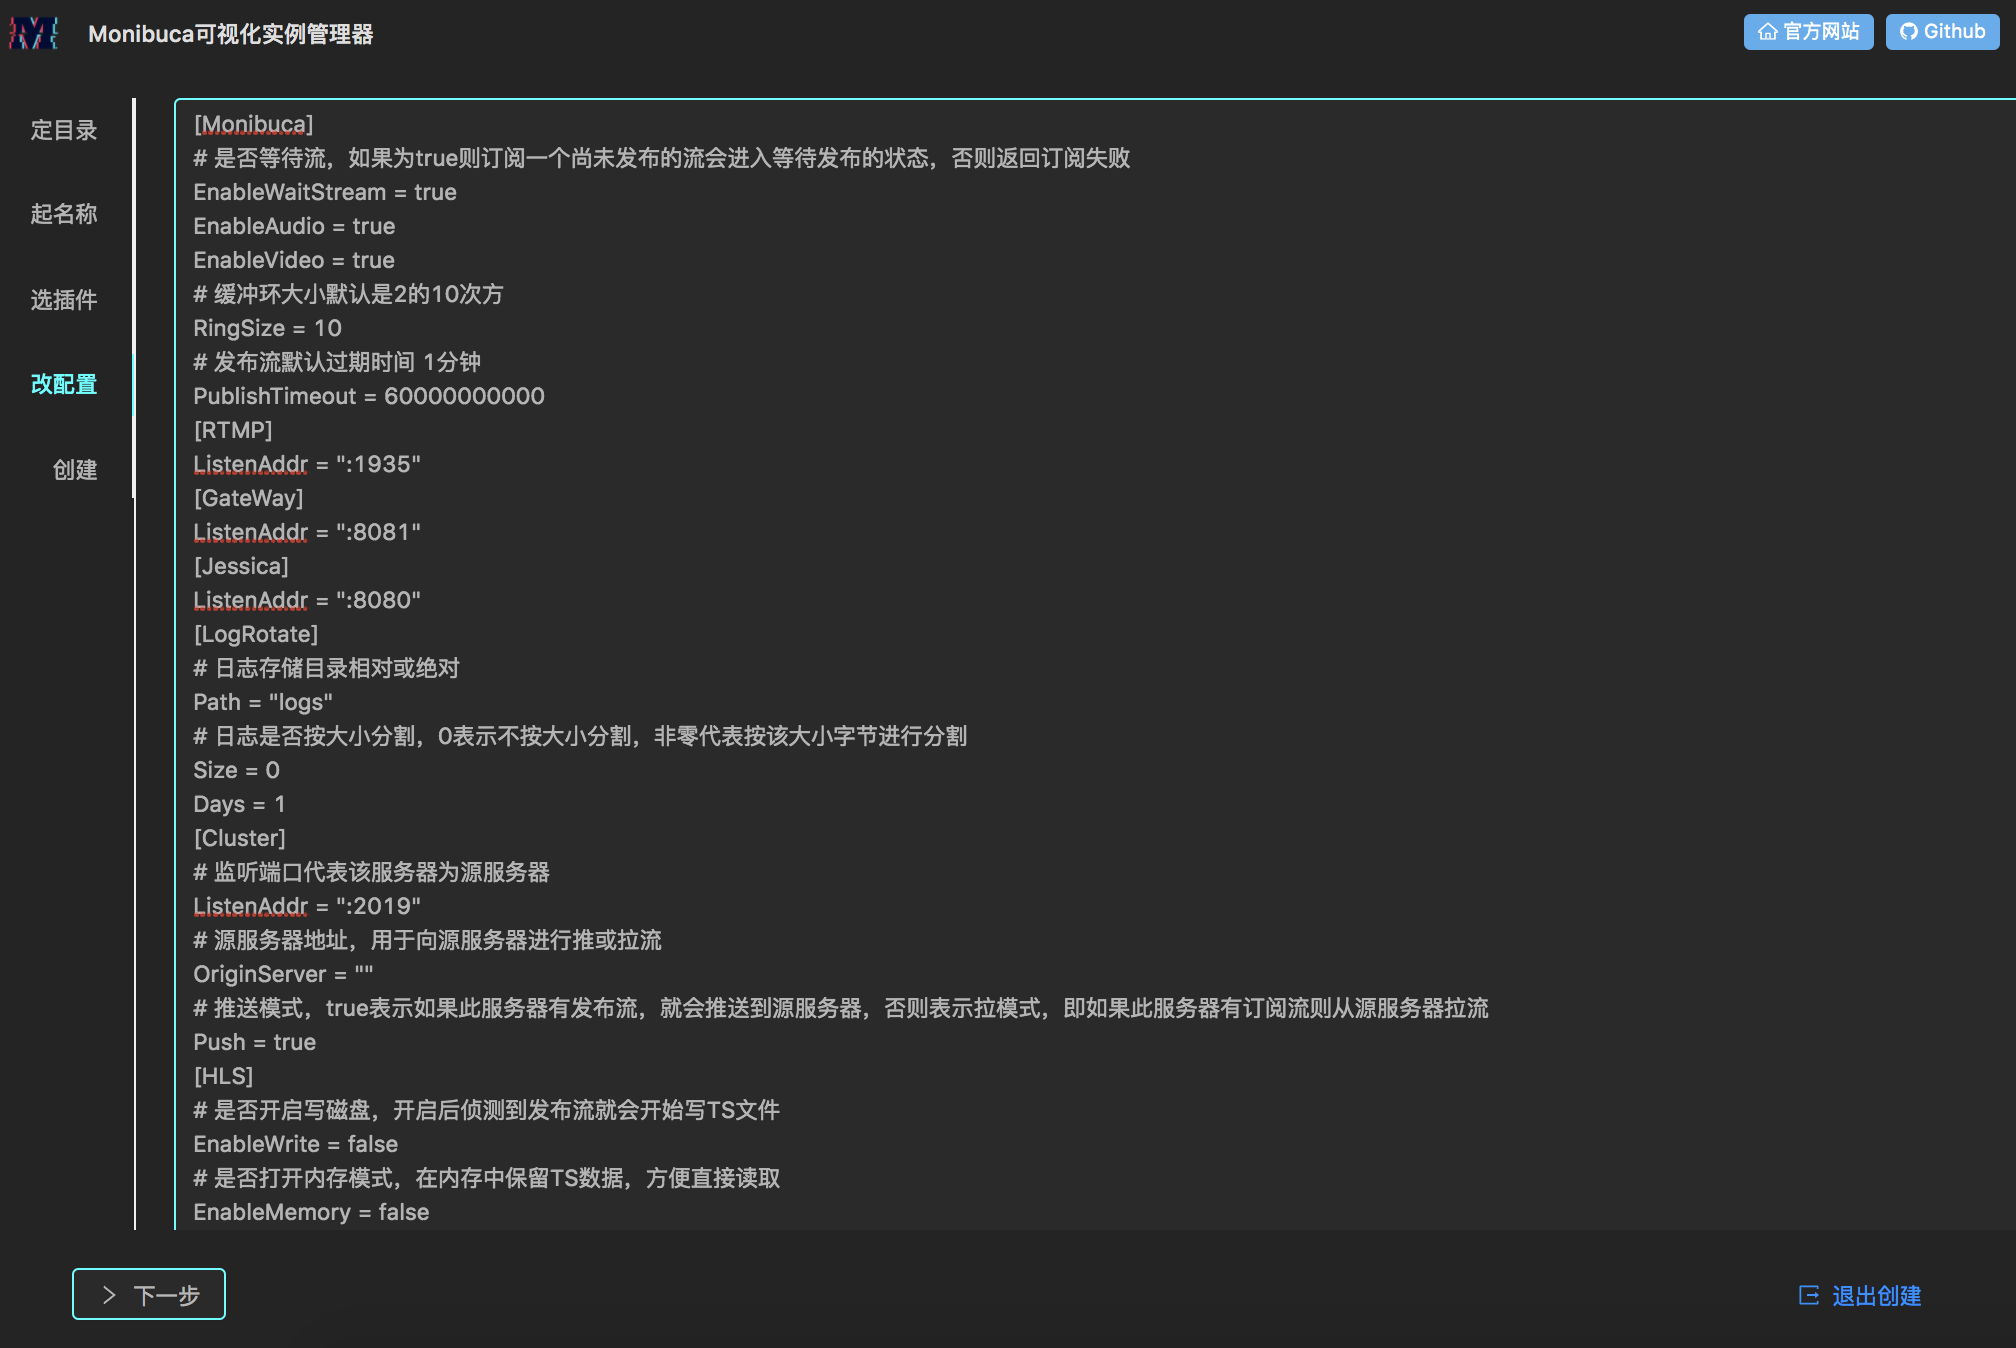 Monibuca可视化实例管理器
官方网站
Github
定目录
起名称
选插件
改配置
创建
[Monibuca]
# 是否等待流，如果为true则订阅一个尚未发布的流会进入等待发布的状态，否则返回订阅失败
EnableWaitStream = true
EnableAudio = true
EnableVideo = true
# 缓冲环大小默认是2的10次方
RingSize = 10
# 发布流默认过期时间 1分钟
PublishTimeout = 60000000000
[RTMP]
ListenAddr = ":1935"
[GateWay]
ListenAddr = ":8081"
[Jessica]
ListenAddr = ":8080"
[LogRotate]
# 日志存储目录相对或绝对
Path = "logs"
# 日志是否按大小分割，0表示不按大小分割，非零代表按该大小字节进行分割
Size = 0
Days = 1
[Cluster]
# 监听端口代表该服务器为源服务器
ListenAddr = ":2019"
# 源服务器地址，用于向源服务器进行推或拉流
OriginServer = ""
# 推送模式，true表示如果此服务器有发布流，就会推送到源服务器，否则表示拉模式，即如果此服务器有订阅流则从源服务器拉流
Push = true
[HLS]
# 是否开启写磁盘，开启后侦测到发布流就会开始写TS文件
EnableWrite = false
# 是否打开内存模式，在内存中保留TS数据，方便直接读取
EnableMemory = false
下一步
退出创建